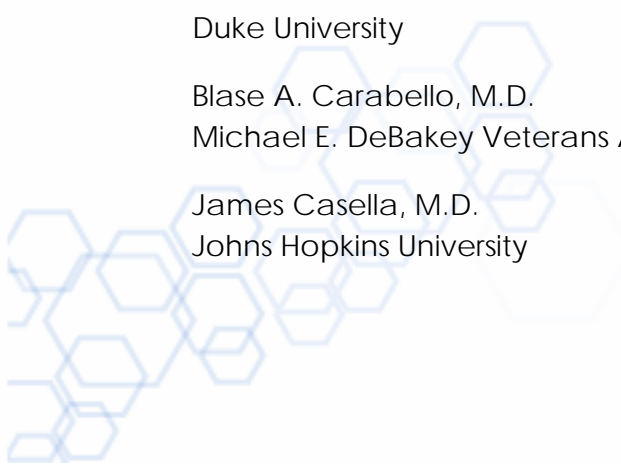 Duke University
Blase A. Carabello, M.D.
Michael E. DeBakey Veterans
James Casella, M.D.
Johns Hopkins University